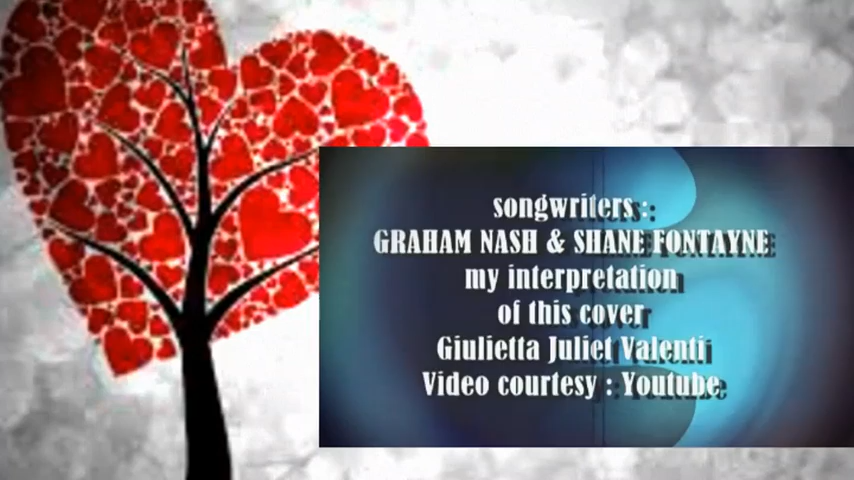 songwriters :
GRAHAM NASH & SHANE FONTAYNE
my interpretation
of this cover
Giulietta Juliet Valenti
Video courtesy : Youtube